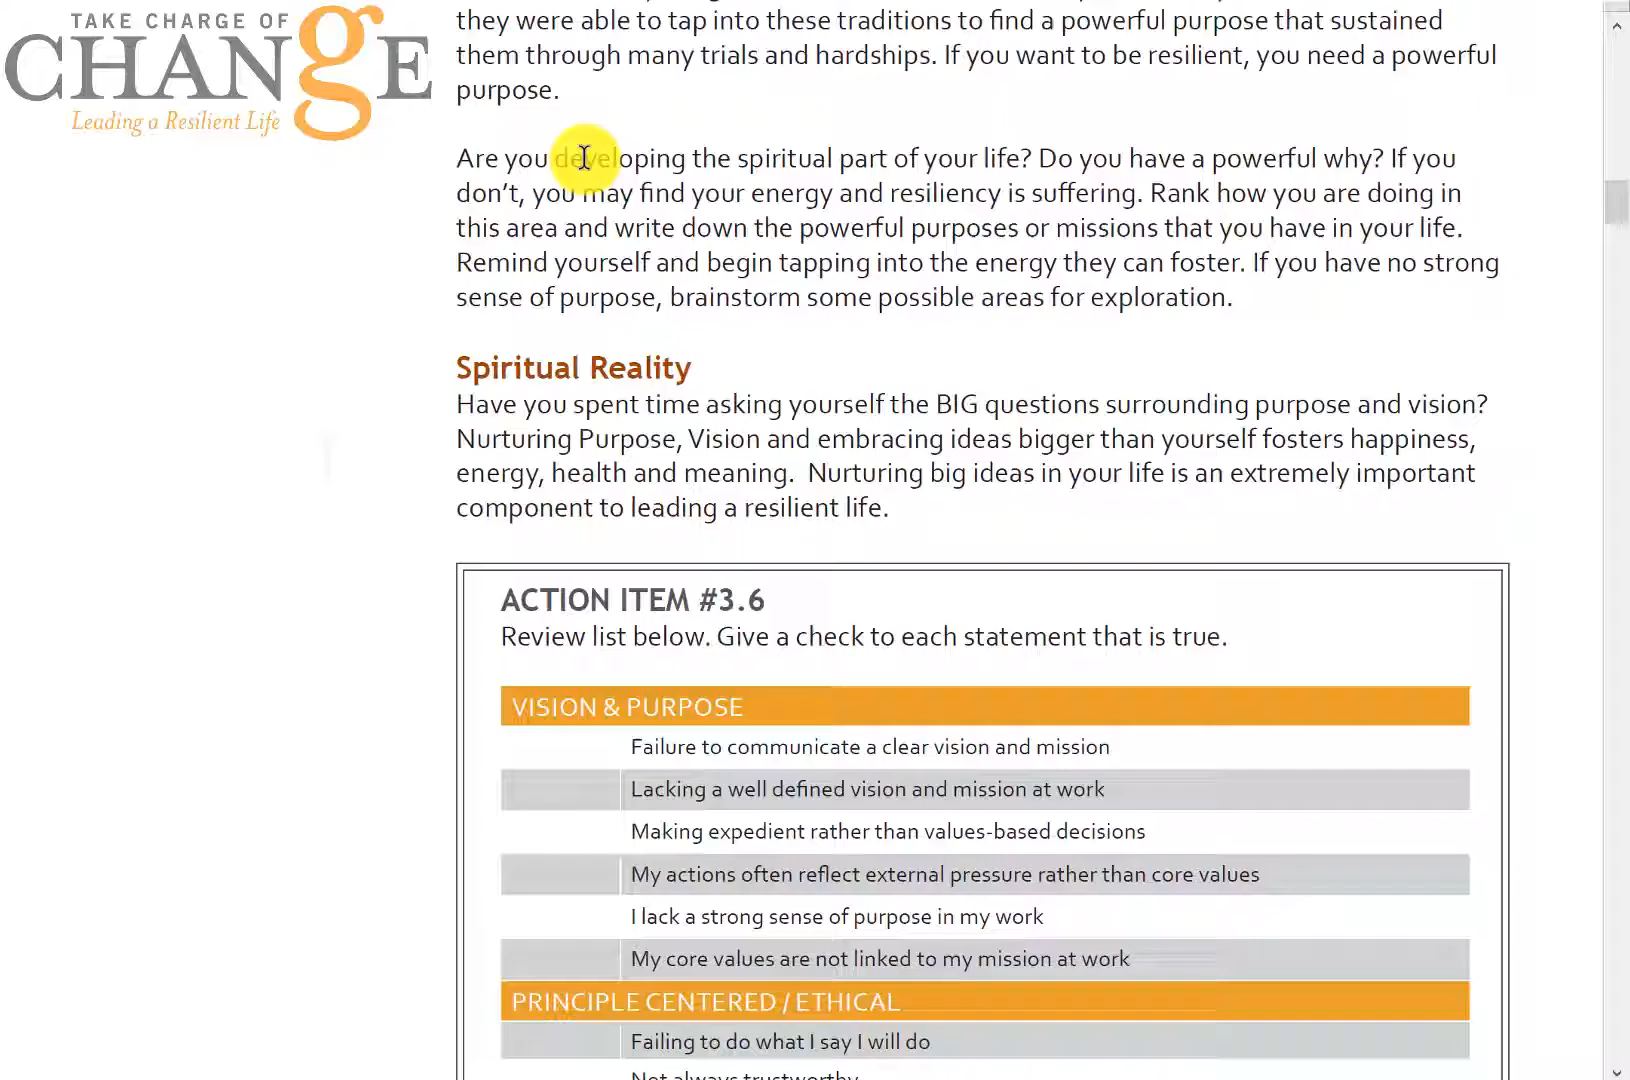 TAKE CHARGE OF
CHANgE
Leading a Resilient Life
they were able to tap into these traditions to find a powerful purpose that sustained
them through many trials and hardships. If you want to be resilient, you need a powerful
purpose.
Are you developing the spiritual part of your life? Do you have a powerful why? If you
don’t, you may find your energy and resiliency is suffering. Rank how you are doing in
this area and write down the powerful purposes or missions that you have in your life.
Remind yourself and begin tapping into the energy they can foster. If you have no strong
sense of purpose, brainstorm some possible areas for exploration.
Spiritual Reality
Have you spent time asking yourself the BIG questions surrounding purpose and vision?
Nurturing Purpose, Vision and embracing ideas bigger than yourself fosters happiness,
energy, health and meaning.  Nurturing big ideas in your life is an extremely important
component to leading a resilient life.
ACTION ITEM #3.6
Review list below. Give a check to each statement that is true.
VISION & PURPOSE
Failure to communicate a clear vision and mission
Lacking a well defined vision and mission at work
Making expedient rather than values-based decisions
My actions often reflect external pressure rather than core values
I lack a strong sense of purpose in my work
My core values are not linked to my mission at work
PRINCIPLE CENTERED / ETHICAL
Failing to do what I say I will do
Not always trustworthy